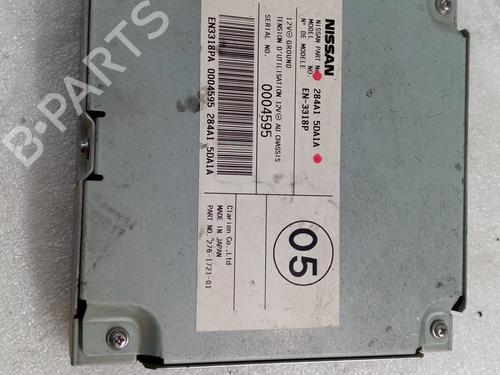 NISSAN
NISSAN PART No. 284A1 5DA1A
MODEL NO. EN-3318P
N° DE MODELE
12V⊝ GROUND
TENSION D'UTILISATION 12V⊝ AU CHASSIS
SERIAL NO. 0004595
EN3318PA 0004595 284A1 5DA1A
05
Clarion Co.,Ltd
MADE IN JAPAN
PART NO. 276-1721-01
B-PARTS